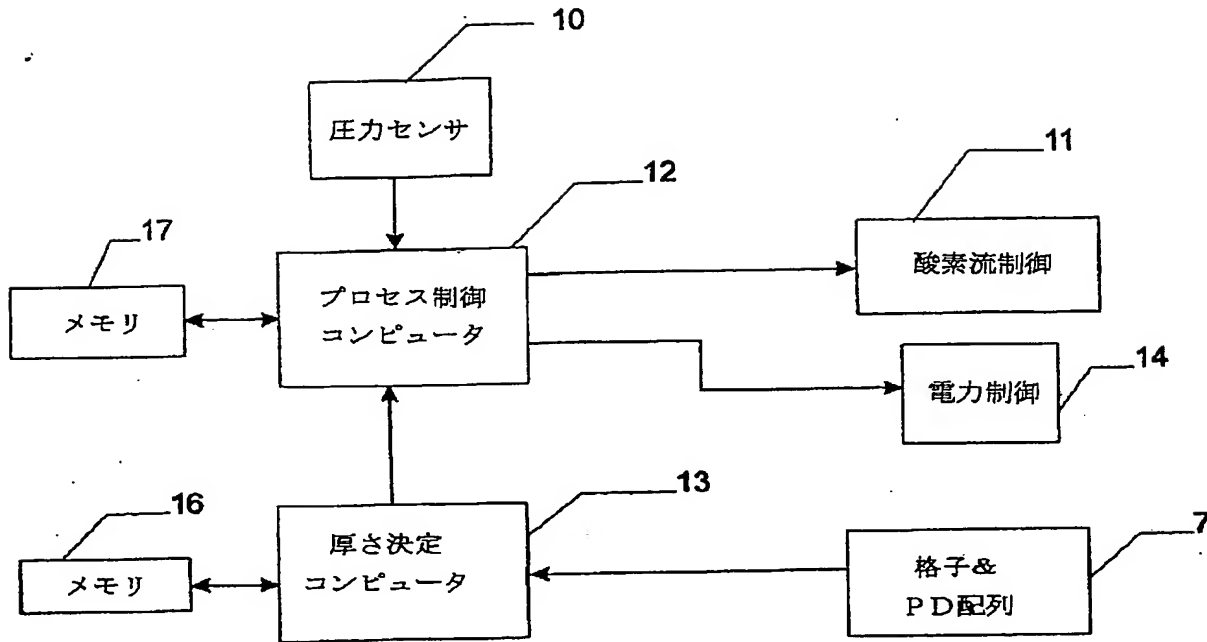 10
圧力センサ
11
12
酸素流制御
17
プロセス制御
コンピュータ
メモリ
電力制御
14
13
16
厚さ決定
コンピュータ
メモリ
7
格子&
PD配列